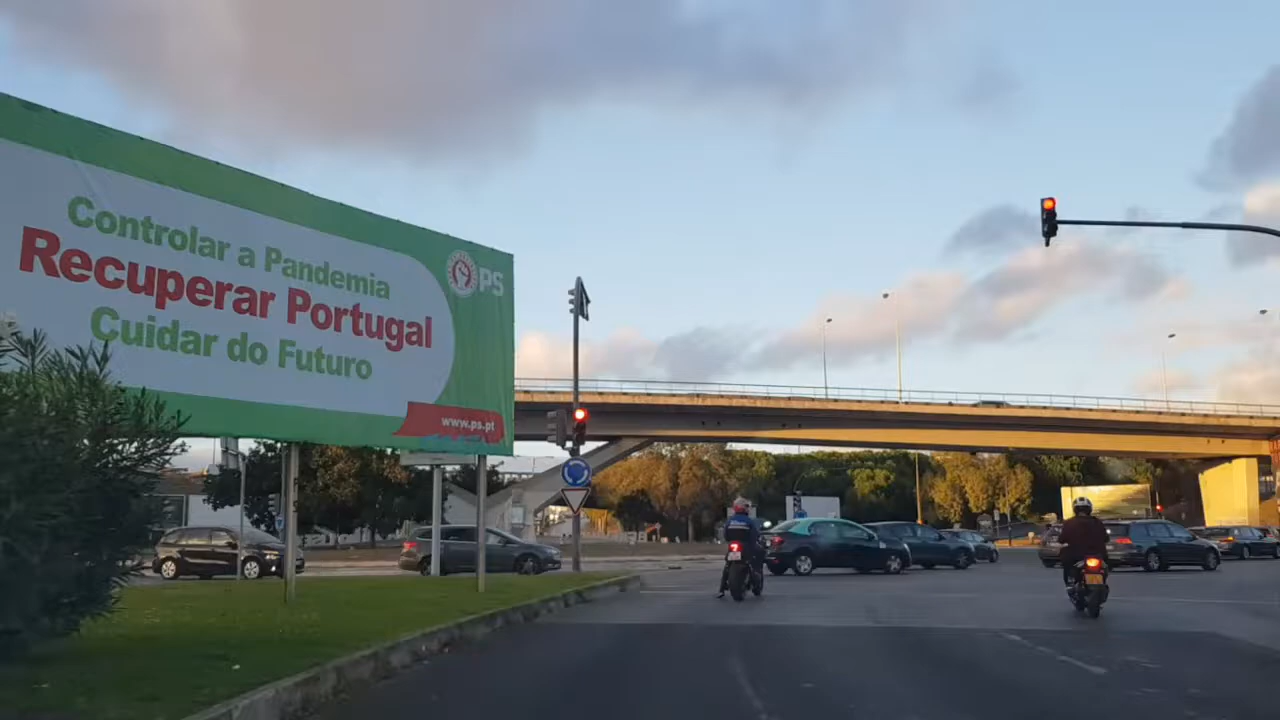 Controlar a Pandemia
Recuperar Portugal
Cuidar do Futuro
PS
www.ps.pt